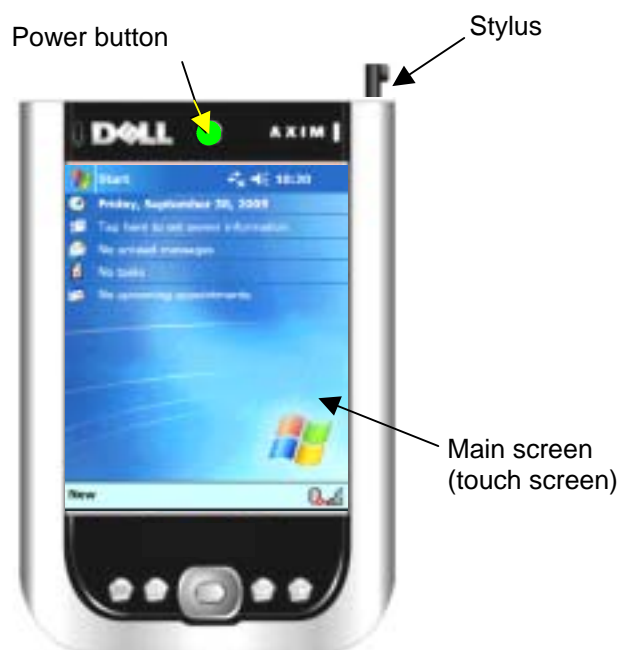 Stylus
Power button
DELL
AXIM
Start
10:20
Friday, September 30, 2005
Tap here to set owner information
No unread messages
No tasks
No upcoming appointments
Main screen
(touch screen)
New